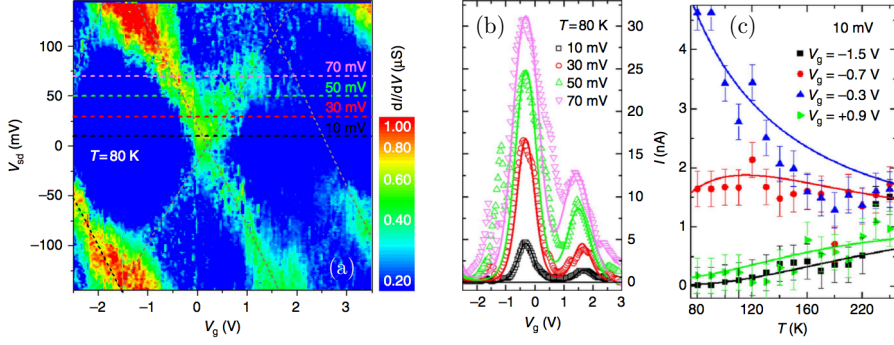 100
50
0
−50
−100
V_sd (mV)
70 mV
50 mV
30 mV
10 mV
T=80 K
(a)
−2
−1
0
1
2
3
V_g (V)
dI/dV (µS)
1.00
0.80
0.60
0.40
0.20
(b)
T=80 K
10 mV
30 mV
50 mV
70 mV
30
25
20
15
10
5
0
−2
−1
0
1
2
3
V_g (V)
I (nA)
4
3
2
1
0
(c)
10 mV
V_g = −1.5 V
V_g = −0.7 V
V_g = −0.3 V
V_g = +0.9 V
80
100
120
160
190
220
T (K)